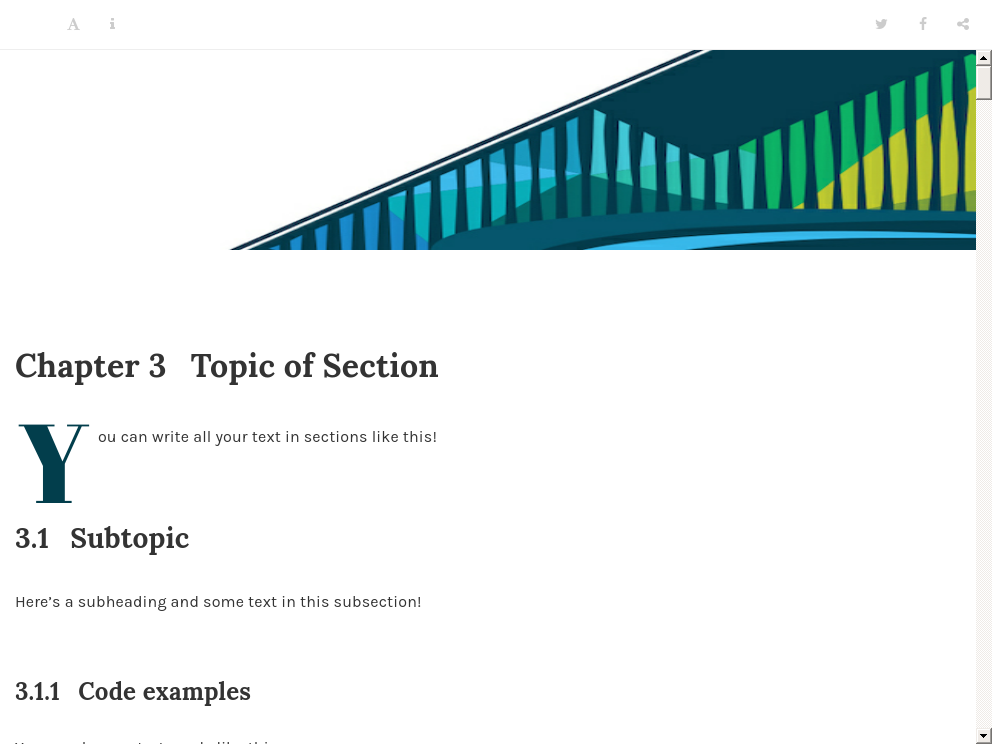 Chapter 3 Topic of Section
You can write all your text in sections like this!
3.1 Subtopic
Here’s a subheading and some text in this subsection!
3.1.1 Code examples